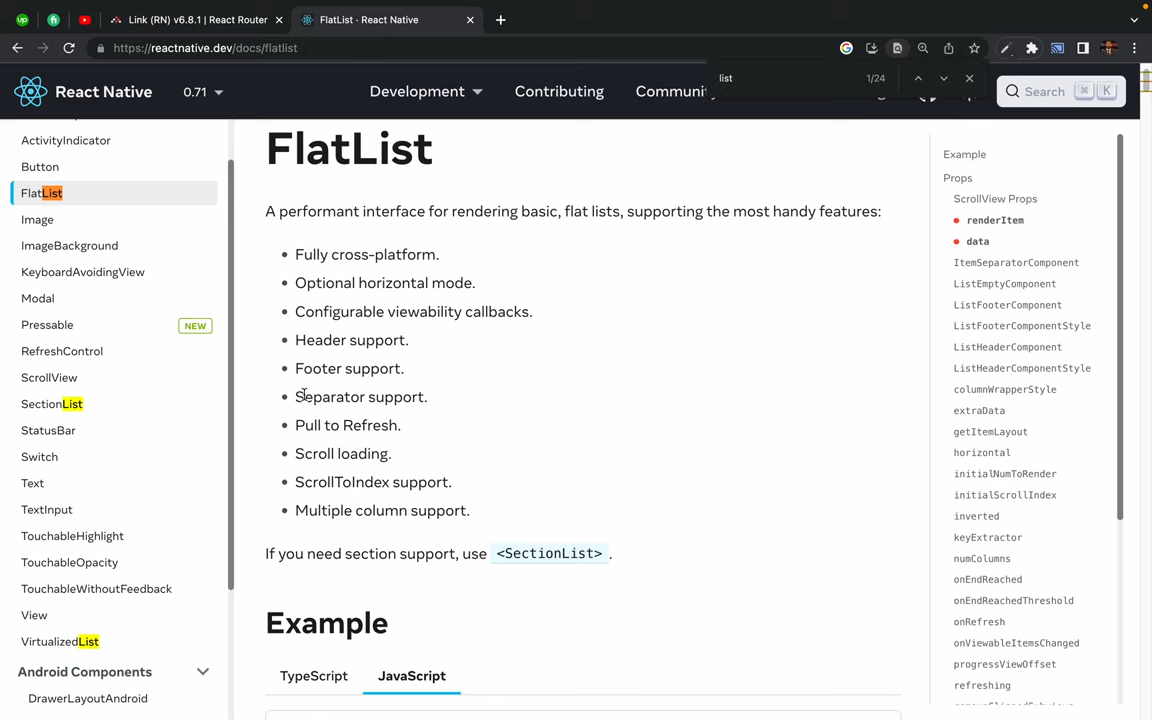 Link (RN) v6.8.1 | React Router
FlatList · React Native
https://reactnative.dev/docs/flatlist
list
1/24
React Native
0.71
Development
Contributing
Community
Search
K
ActivityIndicator
Button
FlatList
Image
ImageBackground
KeyboardAvoidingView
Modal
Pressable
NEW
RefreshControl
ScrollView
SectionList
StatusBar
Switch
Text
TextInput
TouchableHighlight
TouchableOpacity
TouchableWithoutFeedback
View
VirtualizedList
Android Components
DrawerLayoutAndroid
FlatList
A performant interface for rendering basic, flat lists, supporting the most handy features:
• Fully cross-platform.
• Optional horizontal mode.
• Configurable viewability callbacks.
• Header support.
• Footer support.
• Separator support.
• Pull to Refresh.
• Scroll loading.
• ScrollToIndex support.
• Multiple column support.
If you need section support, use <SectionList>.
Example
TypeScript
JavaScript
Example
Props
ScrollView Props
renderItem
data
ItemSeparatorComponent
ListEmptyComponent
ListFooterComponent
ListFooterComponentStyle
ListHeaderComponent
ListHeaderComponentStyle
columnWrapperStyle
extraData
getItemLayout
horizontal
initialNumToRender
initialScrollIndex
inverted
keyExtractor
numColumns
onEndReached
onEndReachedThreshold
onRefresh
onViewableItemsChanged
progressViewOffset
refreshing